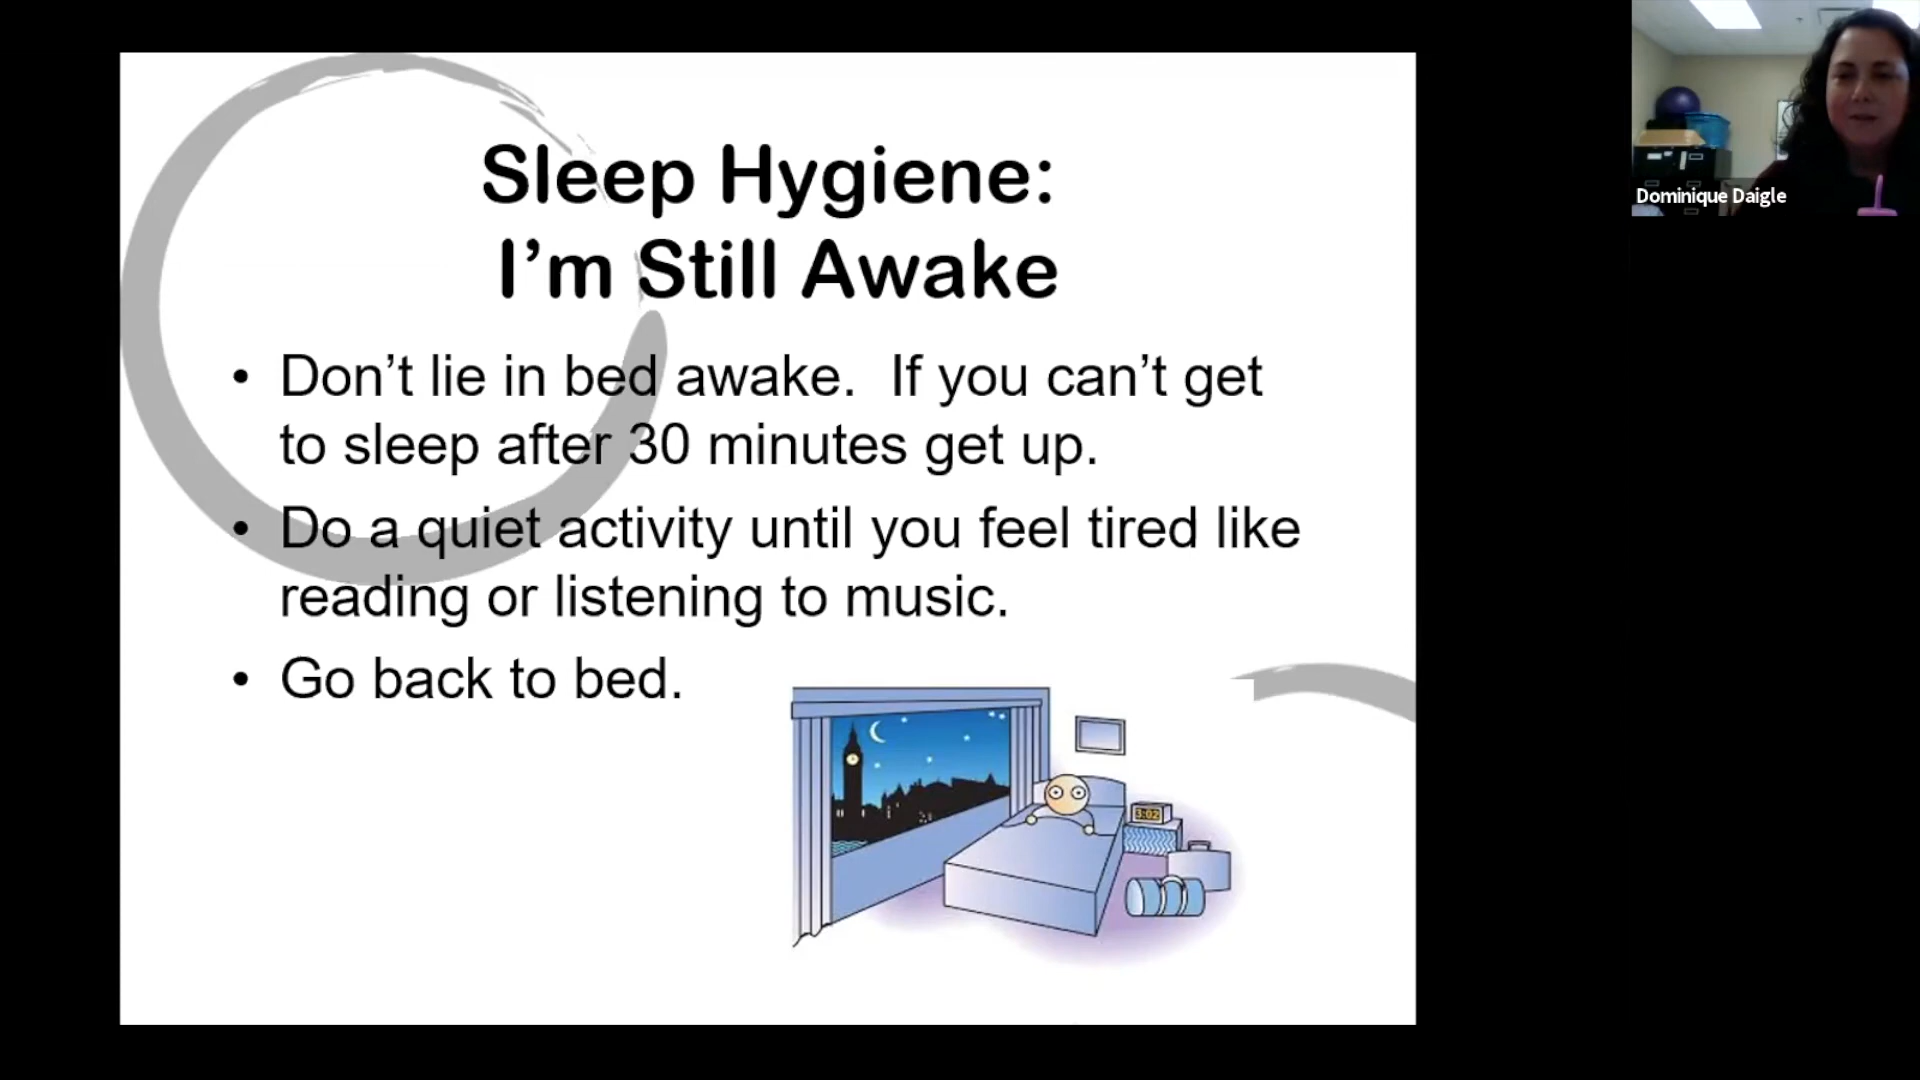 Sleep Hygiene:
I’m Still Awake
• Don’t lie in bed awake.  If you can’t get
to sleep after 30 minutes get up.
• Do a quiet activity until you feel tired like
reading or listening to music.
• Go back to bed.
3:02
Dominique Daigle